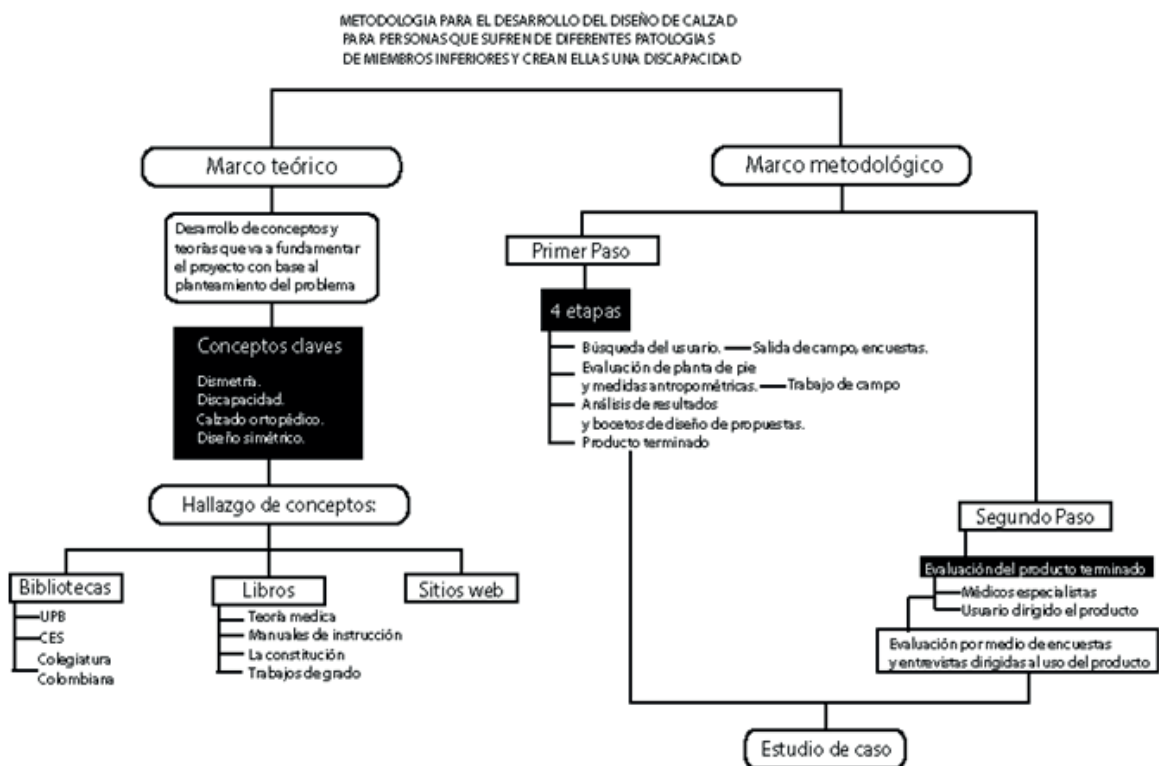 METODOLOGIA PARA EL DESARROLLO DEL DISEÑO DE CALZAD
PARA PERSONAS QUE SUFREN DE DIFERENTES PATOLOGIAS
DE MIEMBROS INFERIORES Y CREAN ELLAS UNA DISCAPACIDAD
Marco teórico
Desarrollo de conceptos y
teorías que va a fundamentar
el proyecto con base al
planteamiento del problema
Conceptos claves
Dismetría.
Discapacidad.
Calzado ortopédico.
Diseño simétrico.
Hallazgo de conceptos:
Bibliotecas
UPB
CES
Colegiatura
Colombiana
Libros
Teoría medica
Manuales de instrucción
La constitución
Trabajos de grado
Sitios web
Marco metodológico
Primer Paso
4 etapas
Búsqueda del usuario. Salida de campo, encuestas.
Evaluación de planta de pie
y medidas antropométricas. Trabajo de campo
Análisis de resultados
y bocetos de diseño de propuestas.
Producto terminado
Segundo Paso
Evaluación del producto terminado
Médicos especialistas
Usuario dirigido el producto
Evaluación por medio de encuestas
y entrevistas dirigidas al uso del producto
Estudio de caso